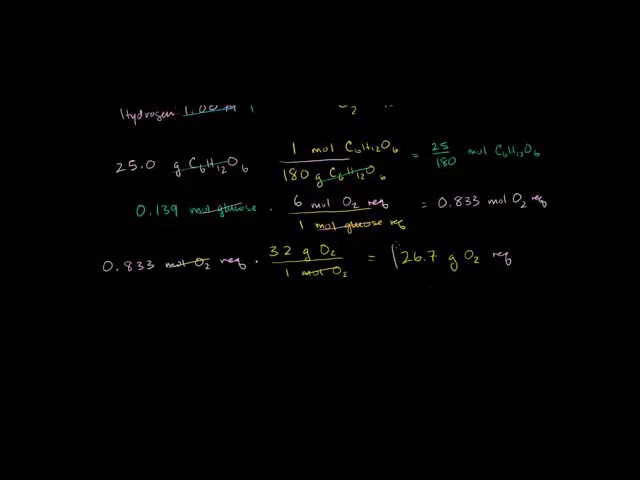 Hydrogen: O₂
25.0 g C₆H₁₂O₆ 1 mol C₆H₁₂O₆ / 180 g C₆H₁₂O₆ = 25/180 mol C₆H₁₂O₆
0.139 mol glucose · 6 mol O₂ req / 1 mol glucose req = 0.833 mol O₂ req
0.833 mol O₂ req · 32 g O₂ / 1 mol O₂ = 26.7 g O₂ req